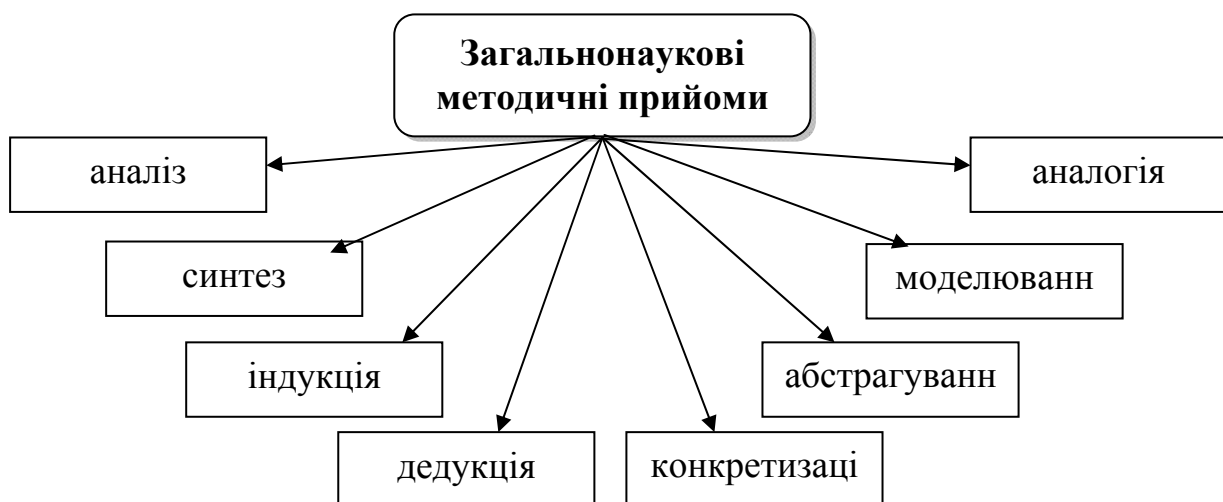 Загальнонаукові
методичні прийоми
аналіз
аналогія
синтез
моделюванн
індукція
абстрагуванн
дедукція
конкретизаці